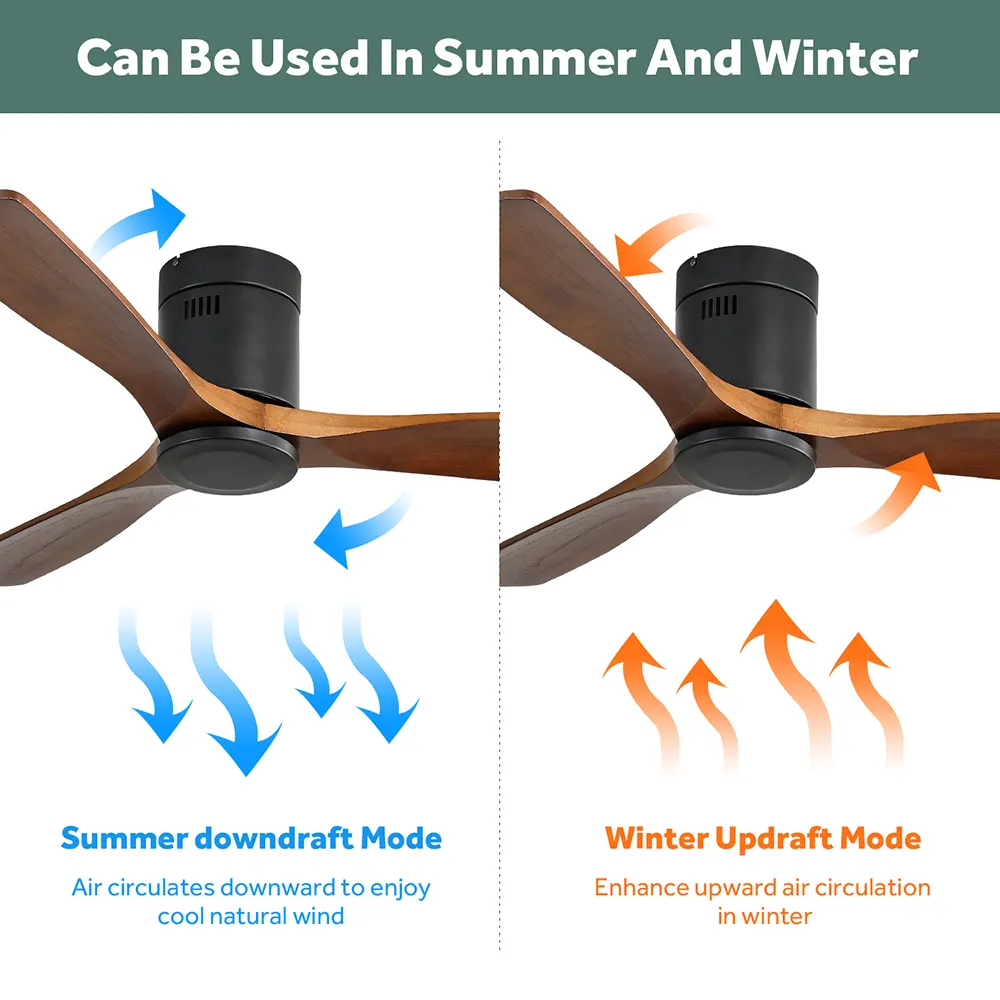 Can Be Used In Summer And Winter
Summer downdraft Mode
Air circulates downward to enjoy
cool natural wind
Winter Updraft Mode
Enhance upward air circulation
in winter